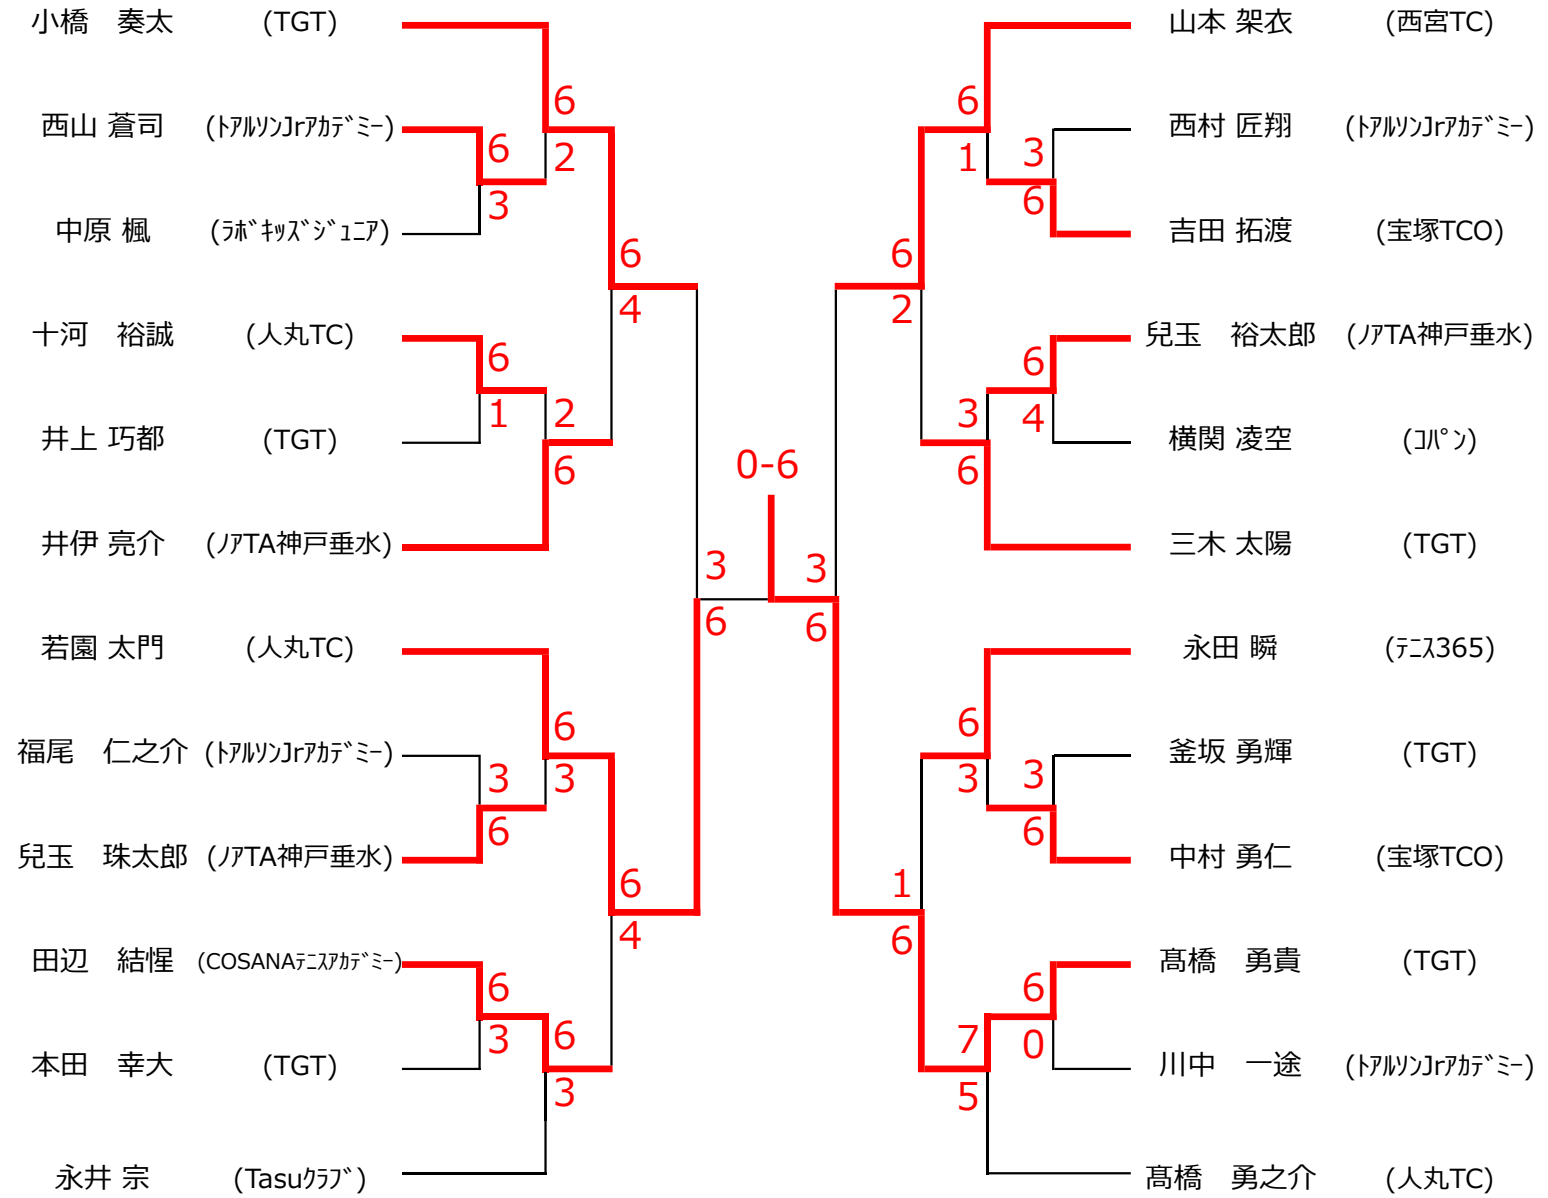 小橋　奏太 (TGT)
6
西山 蒼司 (ﾄｱﾙｿﾝJrｱｶﾃﾞﾐｰ)
6
2
中原 楓 (ﾗﾎﾞｷｯｽﾞｼﾞｭﾆｱ)
3
6
4
十河　裕誠 (人丸TC)
6
井上 巧都 (TGT)
1
2
6
井伊 亮介 (ﾉｱTA神戸垂水)
3
6
若園 太門 (人丸TC)
6
福尾　仁之介 (ﾄｱﾙｿﾝJrｱｶﾃﾞﾐｰ)
3
3
6
兒玉　珠太郎 (ﾉｱTA神戸垂水)
6
4
田辺　結惺 (COSANAﾃﾆｽｱｶﾃﾞﾐｰ)
6
本田　幸大 (TGT)
3
6
3
永井 宗 (Tasuｸﾗﾌﾞ)
0-6
山本 架衣 (西宮TC)
6
西村 匠翔 (ﾄｱﾙｿﾝJrｱｶﾃﾞﾐｰ)
1
3
6
吉田 拓渡 (宝塚TCO)
6
2
兒玉　裕太郎 (ﾉｱTA神戸垂水)
6
横関 凌空 (ｺﾊﾟﾝ)
3
4
6
三木 太陽 (TGT)
3
6
永田 瞬 (ﾃﾆｽ365)
6
釜坂 勇輝 (TGT)
3
3
6
中村 勇仁 (宝塚TCO)
1
6
髙橋　勇貴 (TGT)
6
川中　一途 (ﾄｱﾙｿﾝJrｱｶﾃﾞﾐｰ)
7
0
5
髙橋　勇之介 (人丸TC)